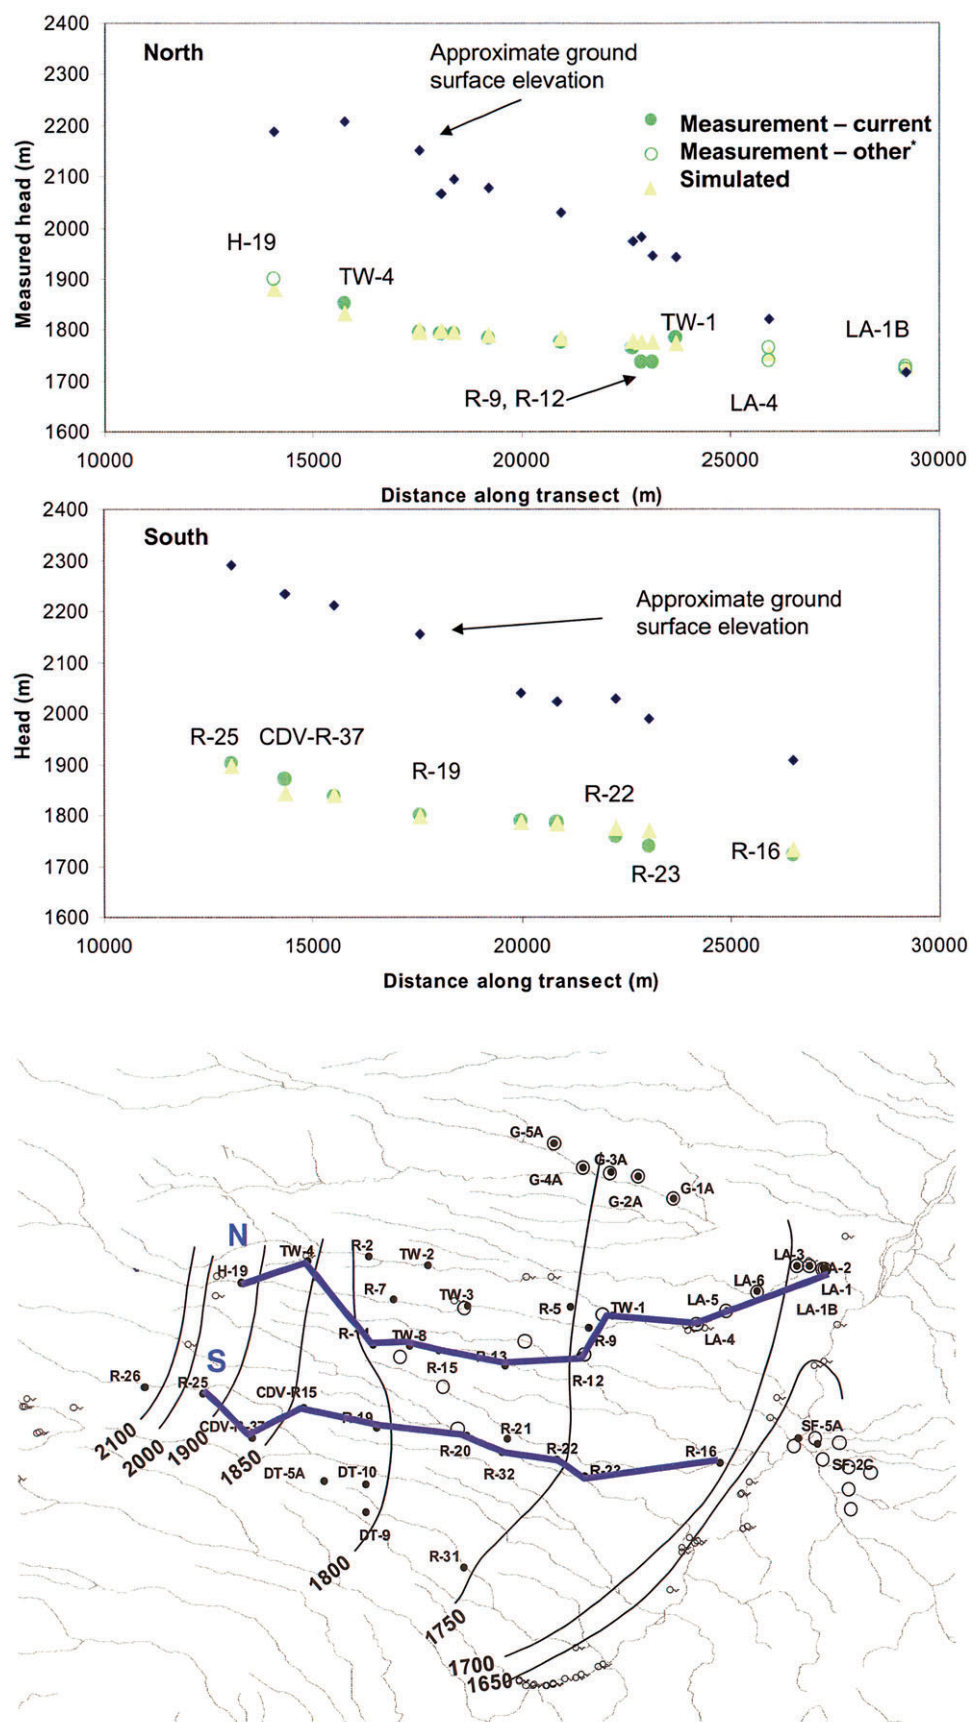 2400
North
Approximate ground
surface elevation
2300
2200
Measurement – current
Measurement – other*
Simulated
2100
2000
1900
1800
1700
1600
Measured head (m)
H-19
TW-4
TW-1
LA-1B
R-9, R-12
LA-4
10000 15000 20000 25000 30000
Distance along transect (m)
2400
South
2300
2200
2100
2000
1900
1800
1700
1600
Head (m)
Approximate ground
surface elevation
R-25 CDV-R-37
R-19
R-22
R-23
R-16
10000 15000 20000 25000 30000
Distance along transect (m)
G-5A
G-3A
G-4A
G-2A
G-1A
N
H-19
TW-4
R-2
TW-2
LA-3
LA-2
LA-1
LA-6
LA-1B
R-7
TW-3
R-5
TW-1
LA-5
LA-4
TW-8
R-13
R-15
R-9
R-12
S
R-26
R-25
CDV-R15
CDV-R-37
R-19
R-20
R-21
R-32
R-22
R-16
SF-5A
SF-2C
DT-5A
DT-10
DT-9
R-31
2100
2000
1900
1850
1800
1750
1700
1650